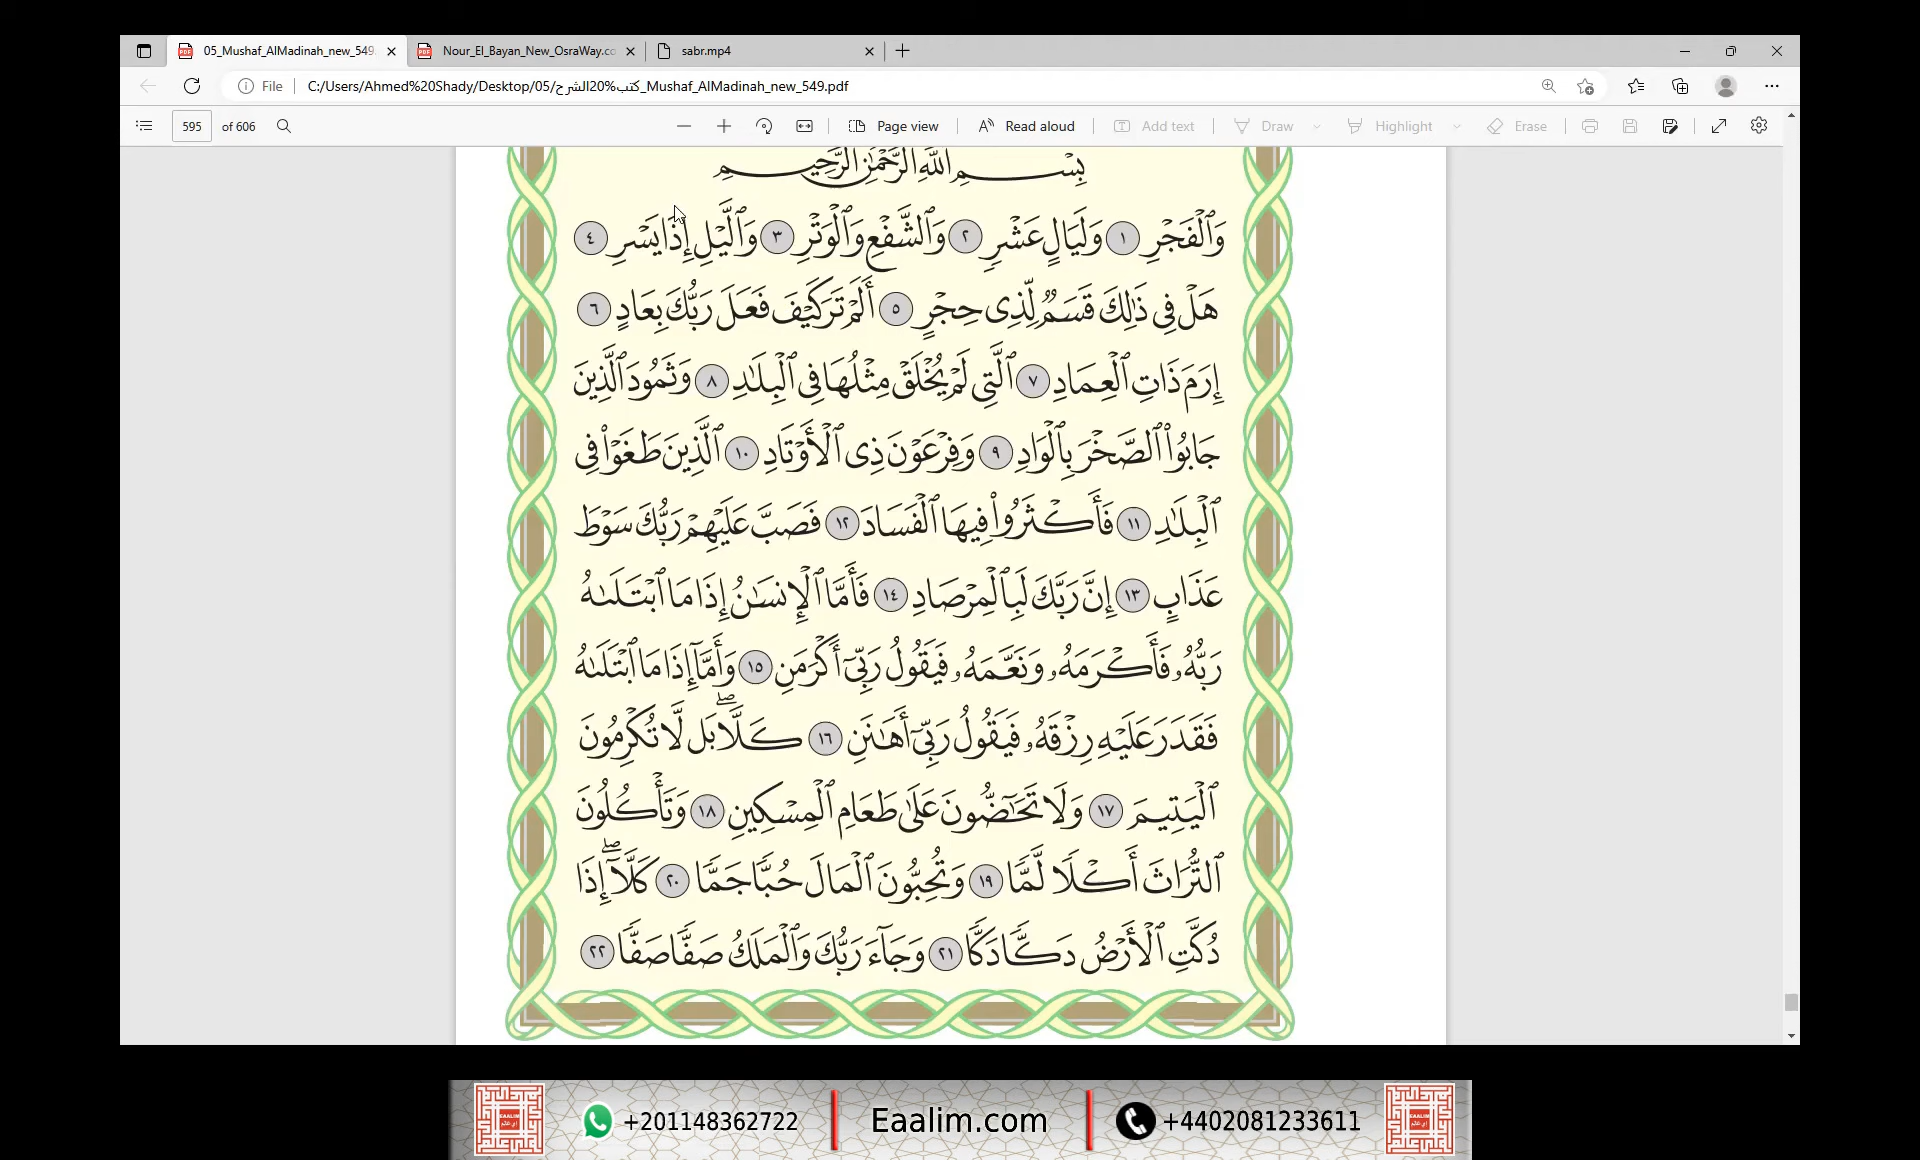 05_Mushaf_AlMadinah_new_549
Nour_El_Bayan_New_OsraWay.co
sabr.mp4
File
C:/Users/Ahmed%20Shady/Desktop/05/كتب%20الشرح_Mushaf_AlMadinah_new_549.pdf
595 of 606
Page view
Read aloud
Add text
Draw
Highlight
Erase
بِسْمِ ٱللَّهِ ٱلرَّحْمَٰنِ ٱلرَّحِيمِ
وَٱلْفَجْرِ ١ وَلَيَالٍ عَشْرٍ ٢ وَٱلشَّفْعِ وَٱلْوَتْرِ ٣ وَٱلَّيْلِ إِذَا يَسْرِ ٤
هَلْ فِى ذَٰلِكَ قَسَمٌ لِّذِى حِجْرٍ ٥ أَلَمْ تَرَ كَيْفَ فَعَلَ رَبُّكَ بِعَادٍ ٦
إِرَمَ ذَاتِ ٱلْعِمَادِ ٧ ٱلَّتِى لَمْ يُخْلَقْ مِثْلُهَا فِى ٱلْبِلَٰدِ ٨ وَثَمُودَ ٱلَّذِينَ
جَابُوا۟ ٱلصَّخْرَ بِٱلْوَادِ ٩ وَفِرْعَوْنَ ذِى ٱلْأَوْتَادِ ١٠ ٱلَّذِينَ طَغَوْا۟ فِى
ٱلْبِلَٰدِ ١١ فَأَكْثَرُوا۟ فِيهَا ٱلْفَسَادَ ١٢ فَصَبَّ عَلَيْهِمْ رَبُّكَ سَوْطَ
عَذَابٍ ١٣ إِنَّ رَبَّكَ لَبِٱلْمِرْصَادِ ١٤ فَأَمَّا ٱلْإِنسَٰنُ إِذَا مَا ٱبْتَلَىٰهُ
رَبُّهُۥ فَأَكْرَمَهُۥ وَنَعَّمَهُۥ فَيَقُولُ رَبِّىٓ أَكْرَمَنِ ١٥ وَأَمَّآ إِذَا مَا ٱبْتَلَىٰهُ
فَقَدَرَ عَلَيْهِ رِزْقَهُۥ فَيَقُولُ رَبِّىٓ أَهَٰنَنِ ١٦ كَلَّا ۖ بَل لَّا تُكْرِمُونَ
ٱلْيَتِيمَ ١٧ وَلَا تَحَٰٓضُّونَ عَلَىٰ طَعَامِ ٱلْمِسْكِينِ ١٨ وَتَأْكُلُونَ
ٱلتُّرَاثَ أَكْلًا لَّمًّا ١٩ وَتُحِبُّونَ ٱلْمَالَ حُبًّا جَمًّا ٢٠ كَلَّآ ۖ إِذَا
دُكَّتِ ٱلْأَرْضُ دَكًّا دَكًّا ٢١ وَجَآءَ رَبُّكَ وَٱلْمَلَكُ صَفًّا صَفًّا ٢٢
+201148362722 Eaalim.com +4402081233611